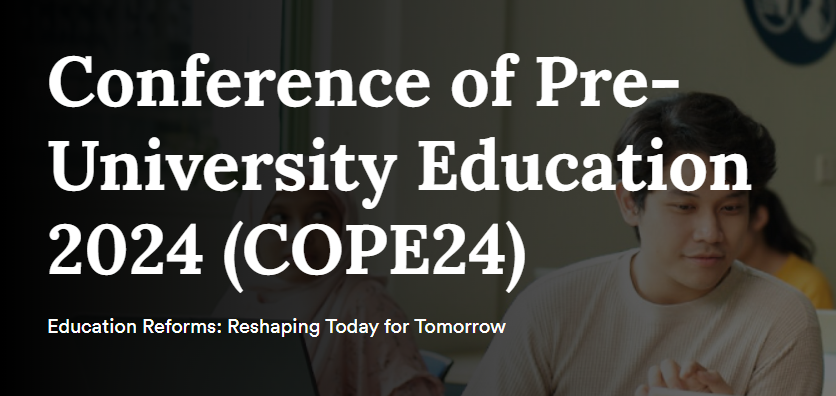 Conference of Pre-
University Education
2024 (COPE24)
Education Reforms: Reshaping Today for Tomorrow